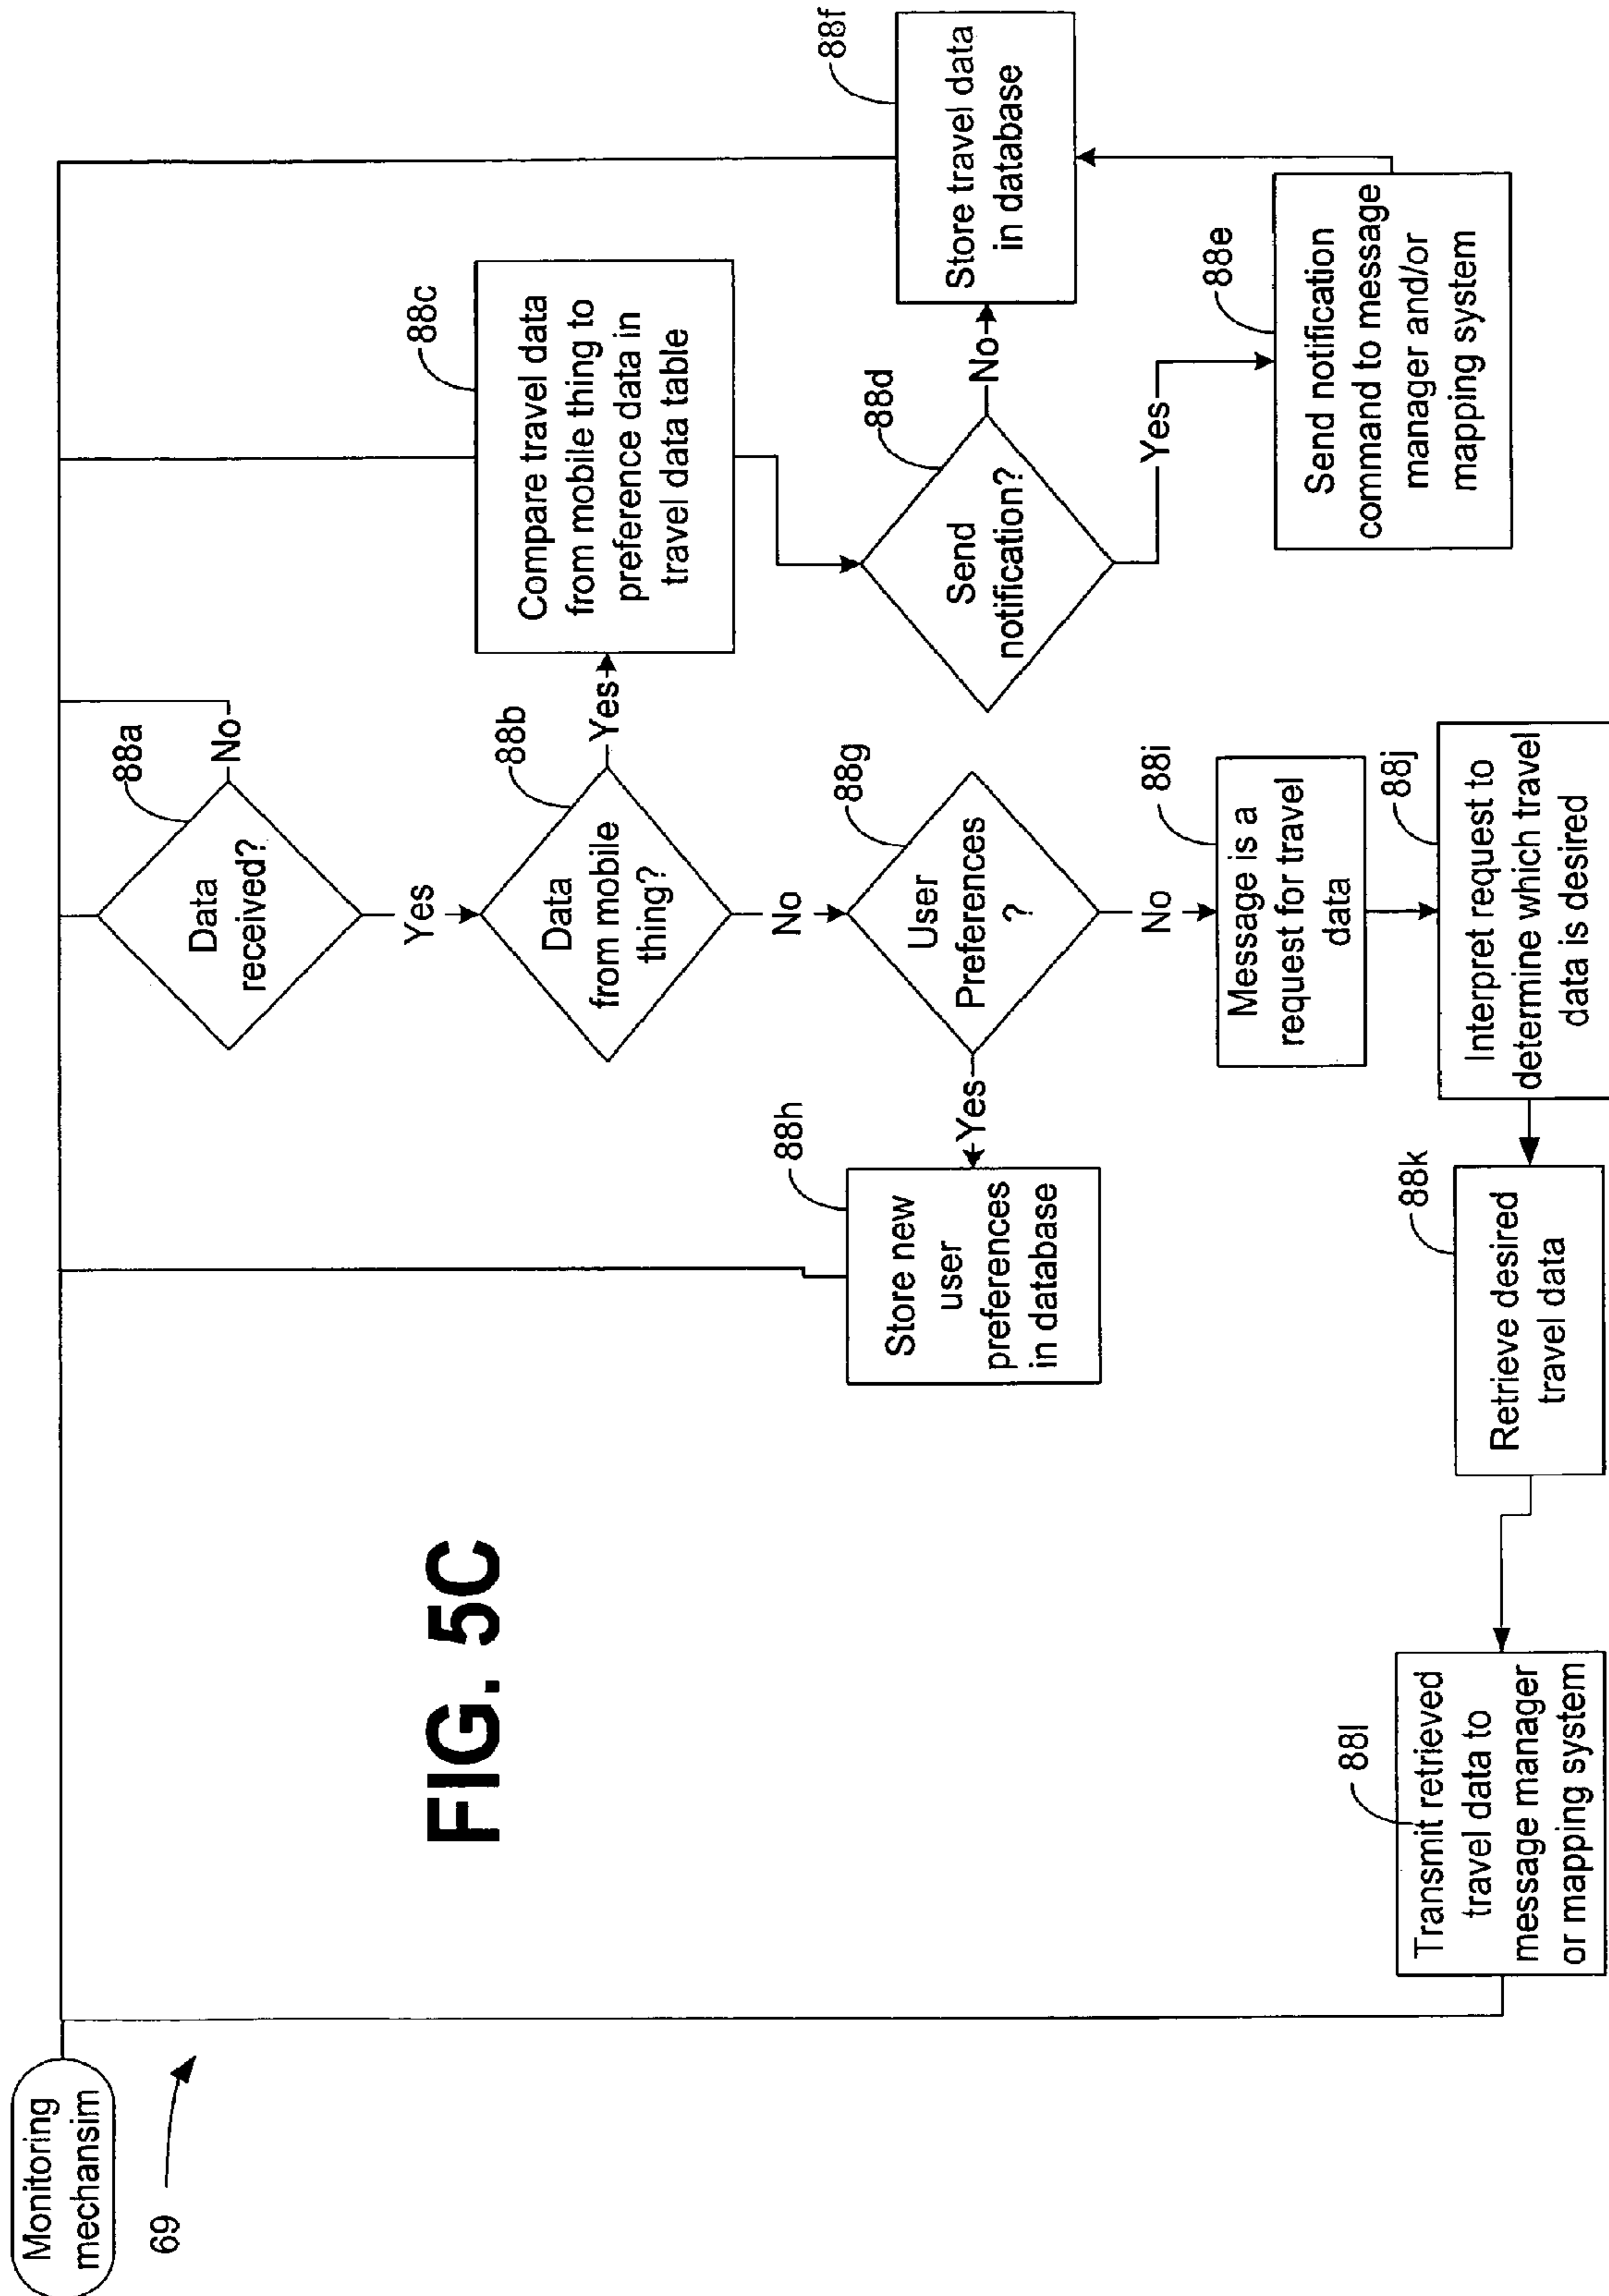 Monitoring
mechansim
69
88a
Data
received?
No
Yes
88b
Data
from mobile
thing?
Yes
No
88c
Compare travel data
from mobile thing to
preference data in
travel data table
88d
Send
notification?
No
Yes
88e
Send notification
command to message
manager and/or
mapping system
88f
Store travel data
in database
88g
User
Preferences
?
Yes
No
88h
Store new
user
preferences
in database
88i
Message is a
request for travel
data
88j
Interpret request to
determine which travel
data is desired
88k
Retrieve desired
travel data
88l
Transmit retrieved
travel data to
message manager
or mapping system
FIG. 5C